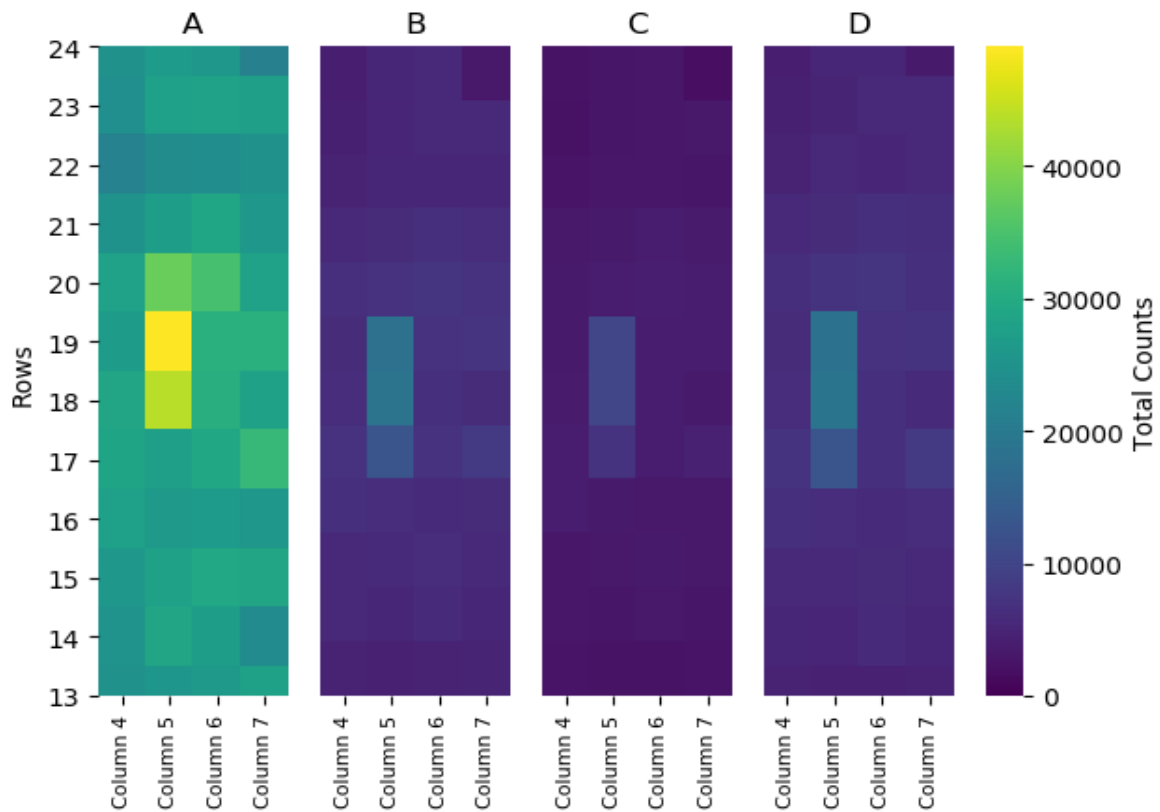 A B C D
24
23
22
21
20
19
18
17
16
15
14
13
Rows
Column 4
Column 5
Column 6
Column 7
Column 4
Column 5
Column 6
Column 7
Column 4
Column 5
Column 6
Column 7
Column 4
Column 5
Column 6
Column 7
40000
30000
20000
10000
0
Total Counts